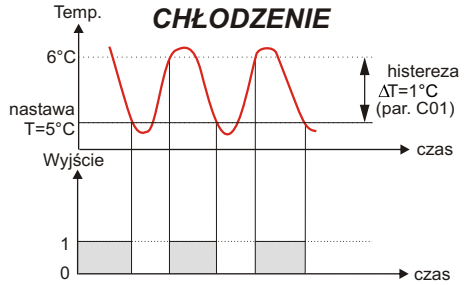 Temp.
CHŁODZENIE
6°C
histereza
ΔT=1°C
(par. C01)
nastawa
T=5°C
czas
Wyjście
1
0
czas